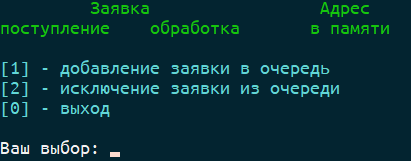 Заявка Адрес
поступление обработка в памяти
[1] - добавление заявки в очередь
[2] - исключение заявки из очереди
[0] - выход
Ваш выбор: